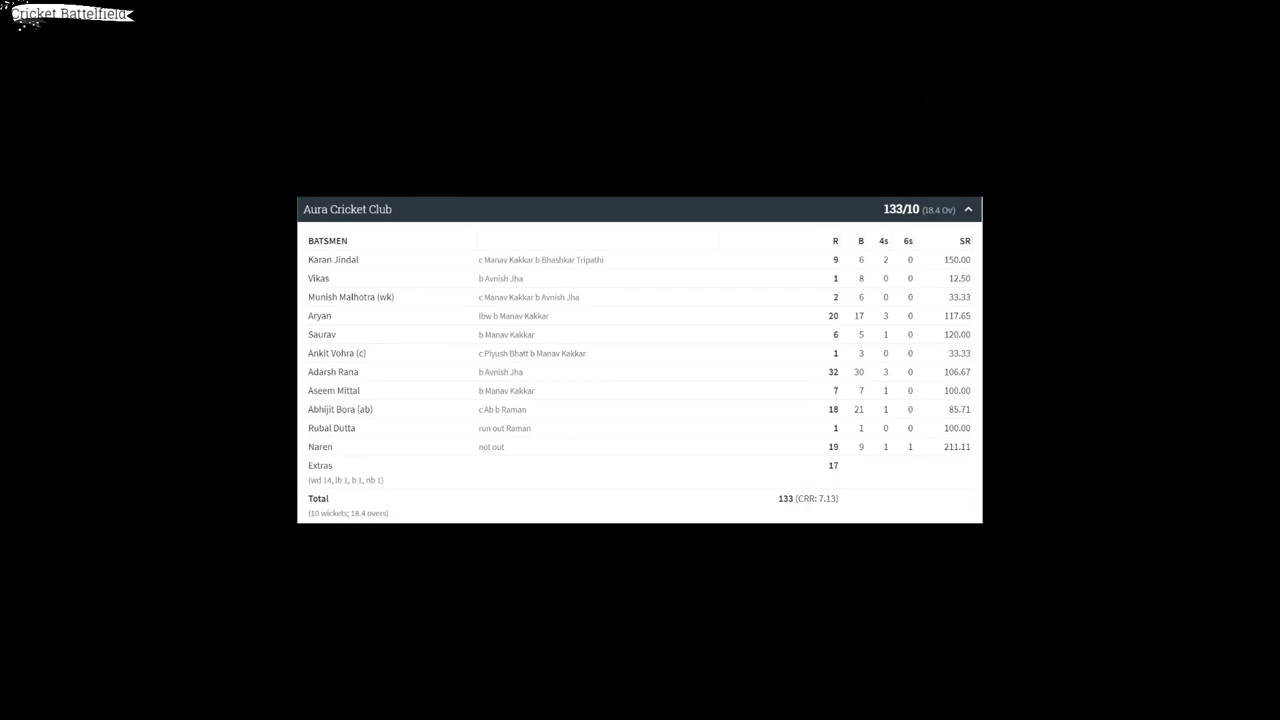 Cricket Battelfield
Aura Cricket Club 133/10 (18.4 Ov)
BATSMEN R B 4s 6s SR
Karan Jindal c Manav Kakkar b Bhashkar Tripathi 9 6 2 0 150.00
Vikas b Avnish Jha 1 8 0 0 12.50
Munish Malhotra (wk) c Manav Kakkar b Avnish Jha 2 6 0 0 33.33
Aryan lbw b Manav Kakkar 20 17 3 0 117.65
Saurav b Manav Kakkar 6 5 1 0 120.00
Ankit Vohra (c) c Piyush Bhatt b Manav Kakkar 1 3 0 0 33.33
Adarsh Rana b Avnish Jha 32 30 3 0 106.67
Aseem Mittal b Manav Kakkar 7 7 1 0 100.00
Abhijit Bora (ab) c Ab b Raman 18 21 1 0 85.71
Rubal Dutta run out Raman 1 1 0 0 100.00
Naren not out 19 9 1 1 211.11
Extras 17
(wd 14, lb 1, b 1, nb 1)
Total 133 (CRR: 7.13)
(10 wickets; 18.4 overs)